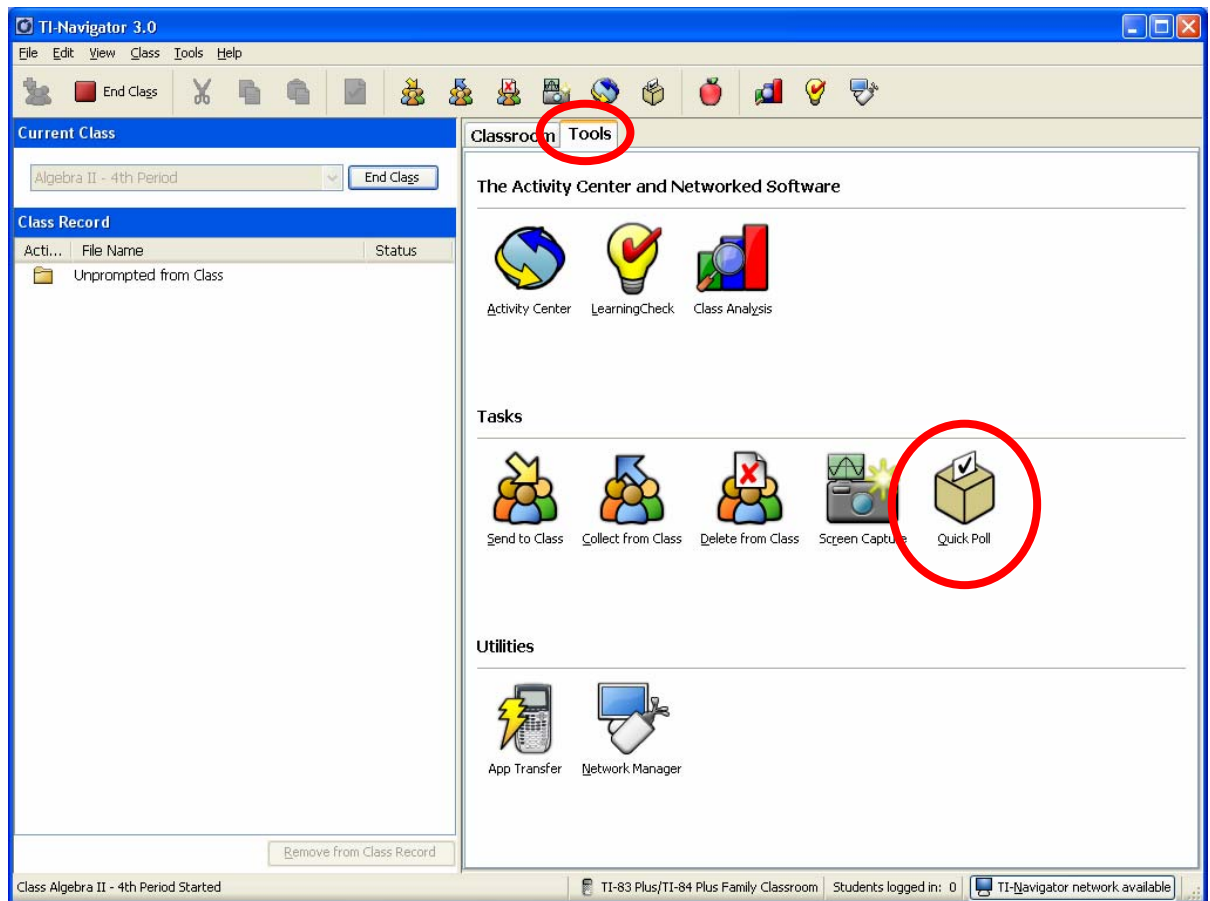 TI-Navigator 3.0
File Edit View Class Tools Help
End Class
Current Class
Algebra II - 4th Period
End Class
Class Record
Acti... File Name Status
Unprompted from Class
Remove from Class Record
Classroom Tools
The Activity Center and Networked Software
Activity Center LearningCheck Class Analysis
Tasks
Send to Class Collect from Class Delete from Class Screen Capture Quick Poll
Utilities
App Transfer Network Manager
Class Algebra II - 4th Period Started TI-83 Plus/TI-84 Plus Family Classroom Students logged in: 0 TI-Navigator network available